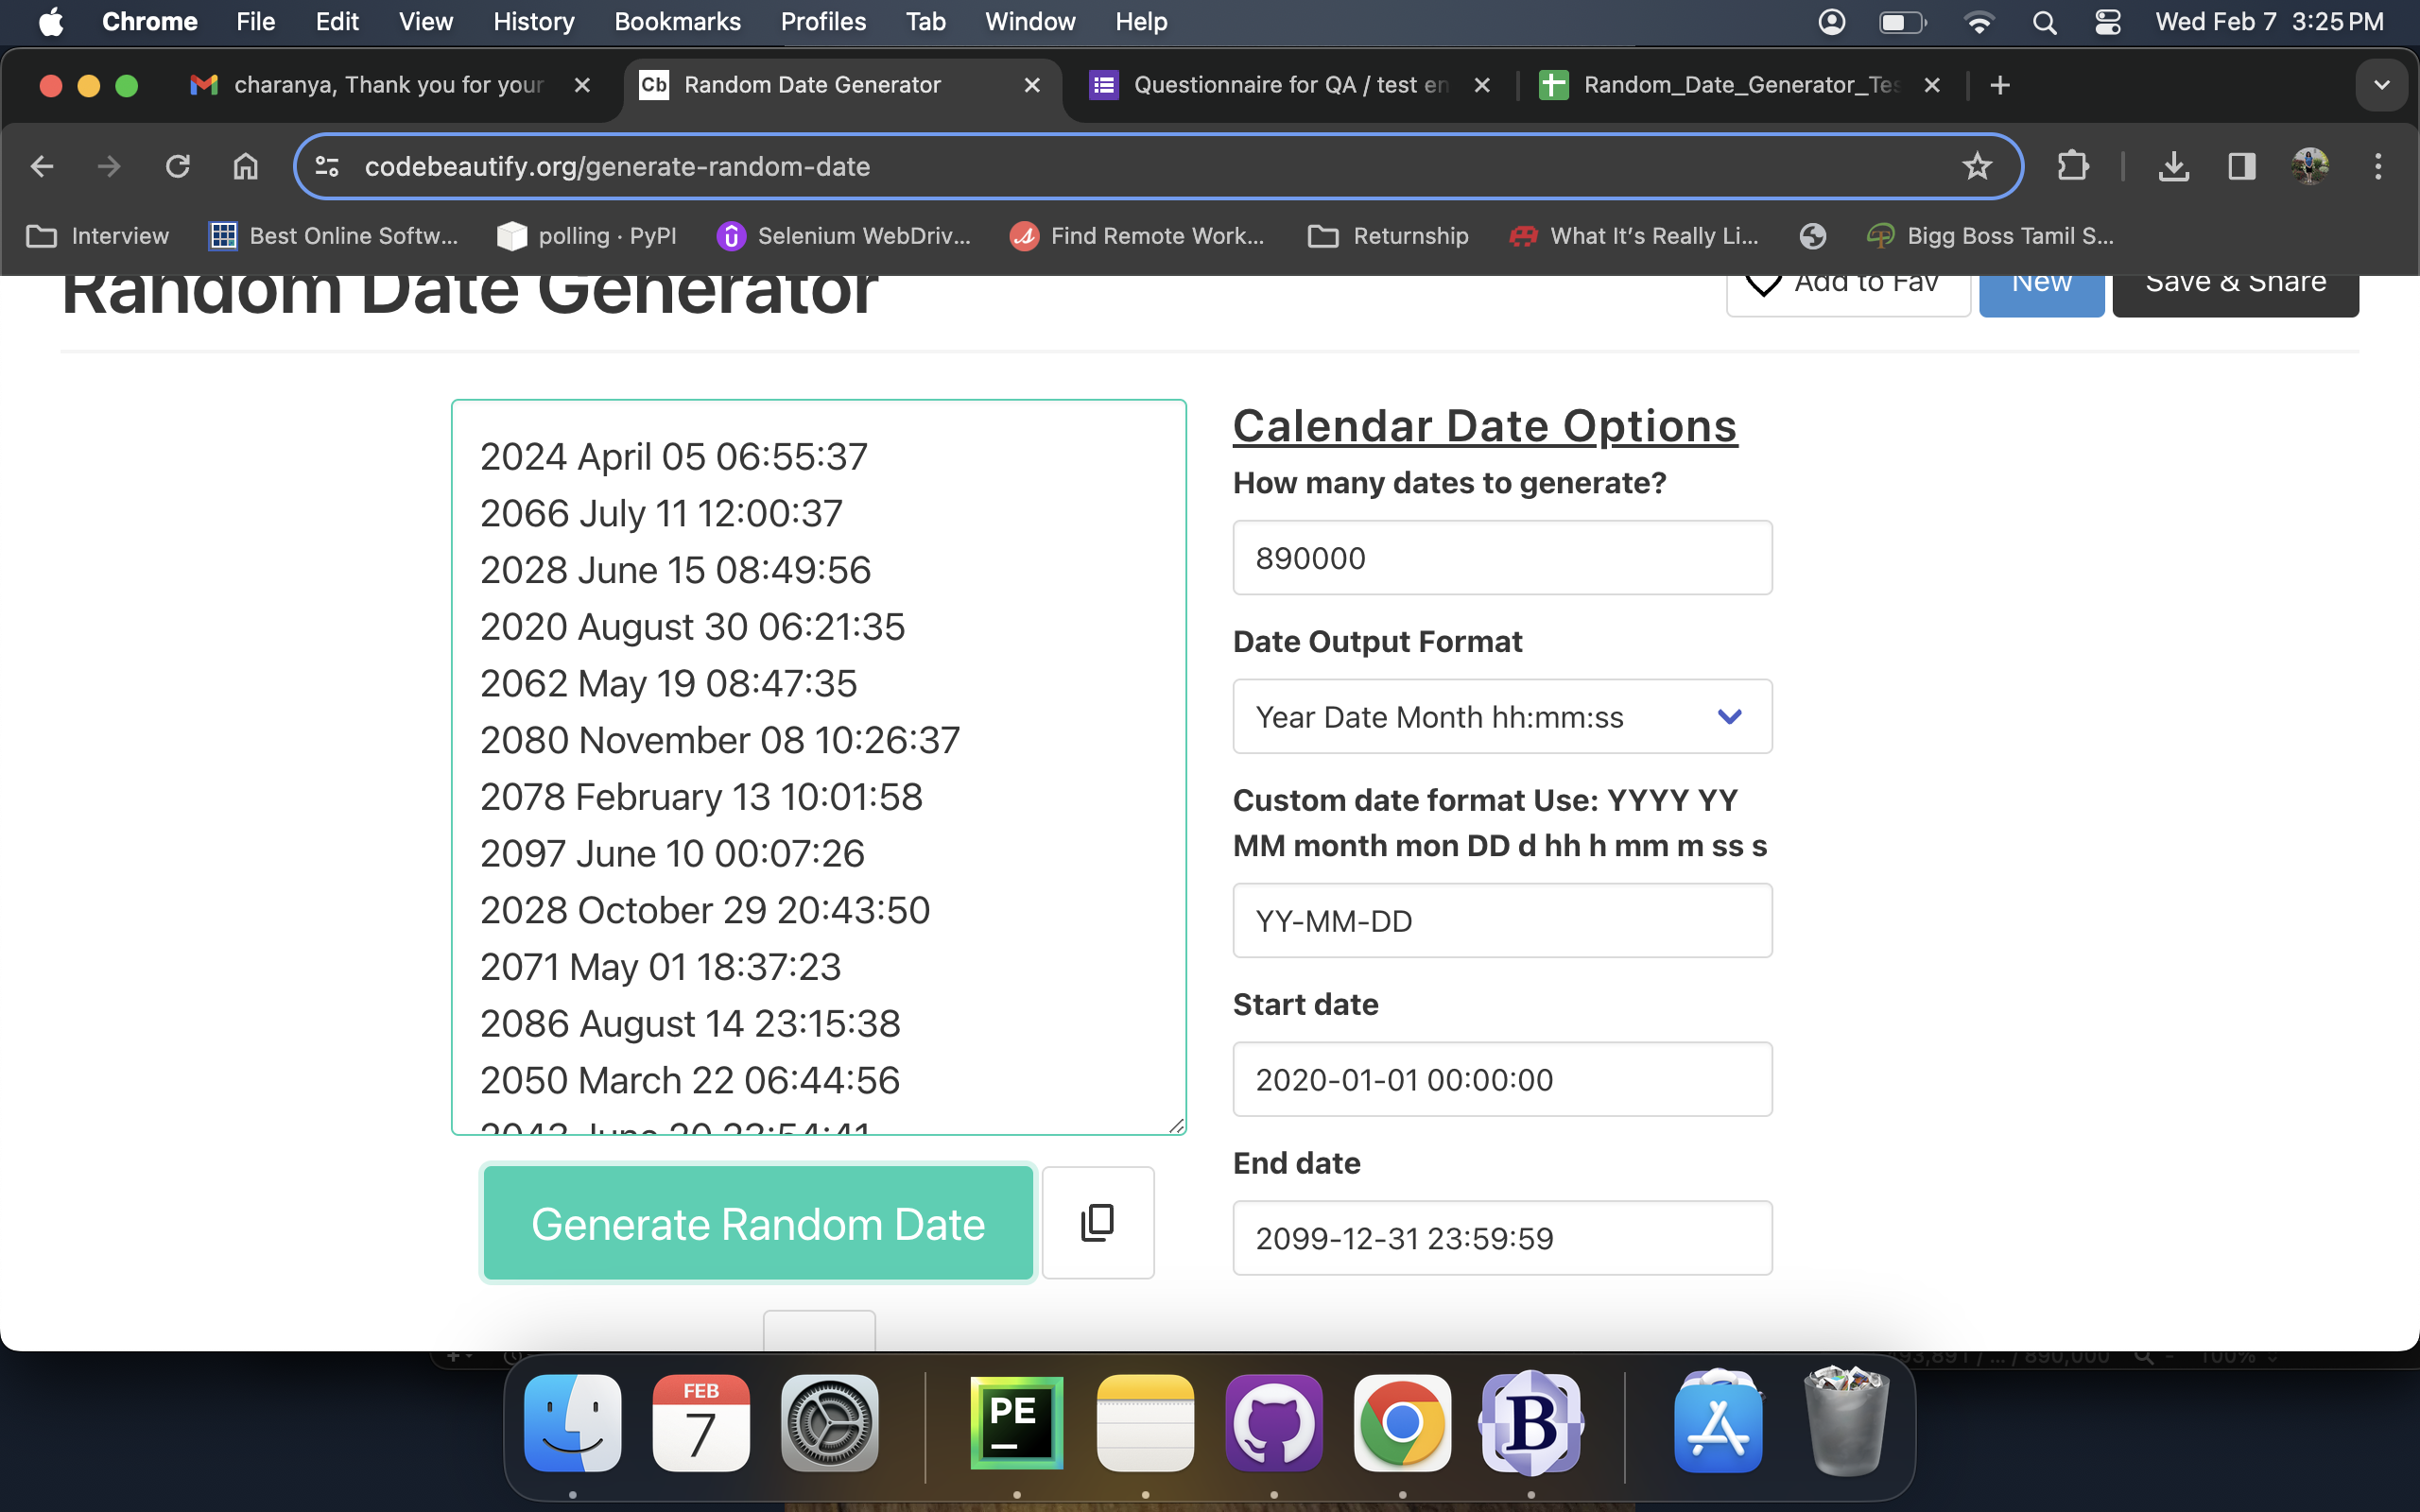 Chrome File Edit View History Bookmarks Profiles Tab Window Help Wed Feb 7 3:25 PM
charanya, Thank you for your
Cb Random Date Generator
Questionnaire for QA / test en
Random_Date_Generator_Tes
codebeautify.org/generate-random-date
Interview Best Online Softw... polling · PyPI Selenium WebDriv... Find Remote Work... Returnship What It's Really Li... Bigg Boss Tamil S...
Random Date Generator
Add to Fav New Save & Share
2024 April 05 06:55:37
2066 July 11 12:00:37
2028 June 15 08:49:56
2020 August 30 06:21:35
2062 May 19 08:47:35
2080 November 08 10:26:37
2078 February 13 10:01:58
2097 June 10 00:07:26
2028 October 29 20:43:50
2071 May 01 18:37:23
2086 August 14 23:15:38
2050 March 22 06:44:56
2043 June 20 23:54:41
Generate Random Date
Calendar Date Options
How many dates to generate?
890000
Date Output Format
Year Date Month hh:mm:ss
Custom date format Use: YYYY YY
MM month mon DD d hh h mm m ss s
YY-MM-DD
Start date
2020-01-01 00:00:00
End date
2099-12-31 23:59:59
890,000 100%
FEB
7
PE
B